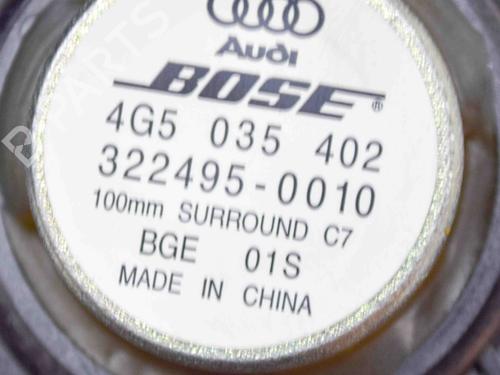 Audi
BOSE®
4G5 035 402
322495-0010
100mm SURROUND C7
BGE 01S
MADE IN CHINA